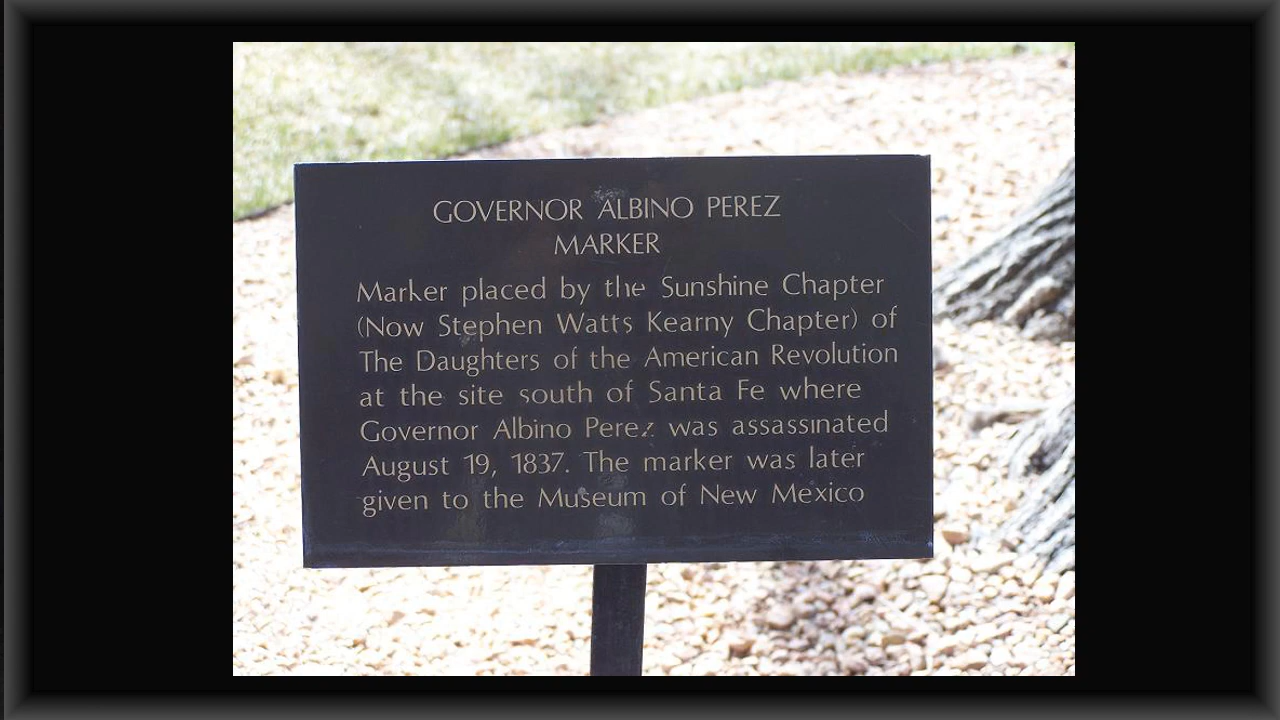 GOVERNOR ALBINO PEREZ
MARKER
Marker placed by the Sunshine Chapter
(Now Stephen Watts Kearny Chapter) of
The Daughters of the American Revolution
at the site south of Santa Fe where
Governor Albino Perez was assassinated
August 19, 1837. The marker was later
given to the Museum of New Mexico